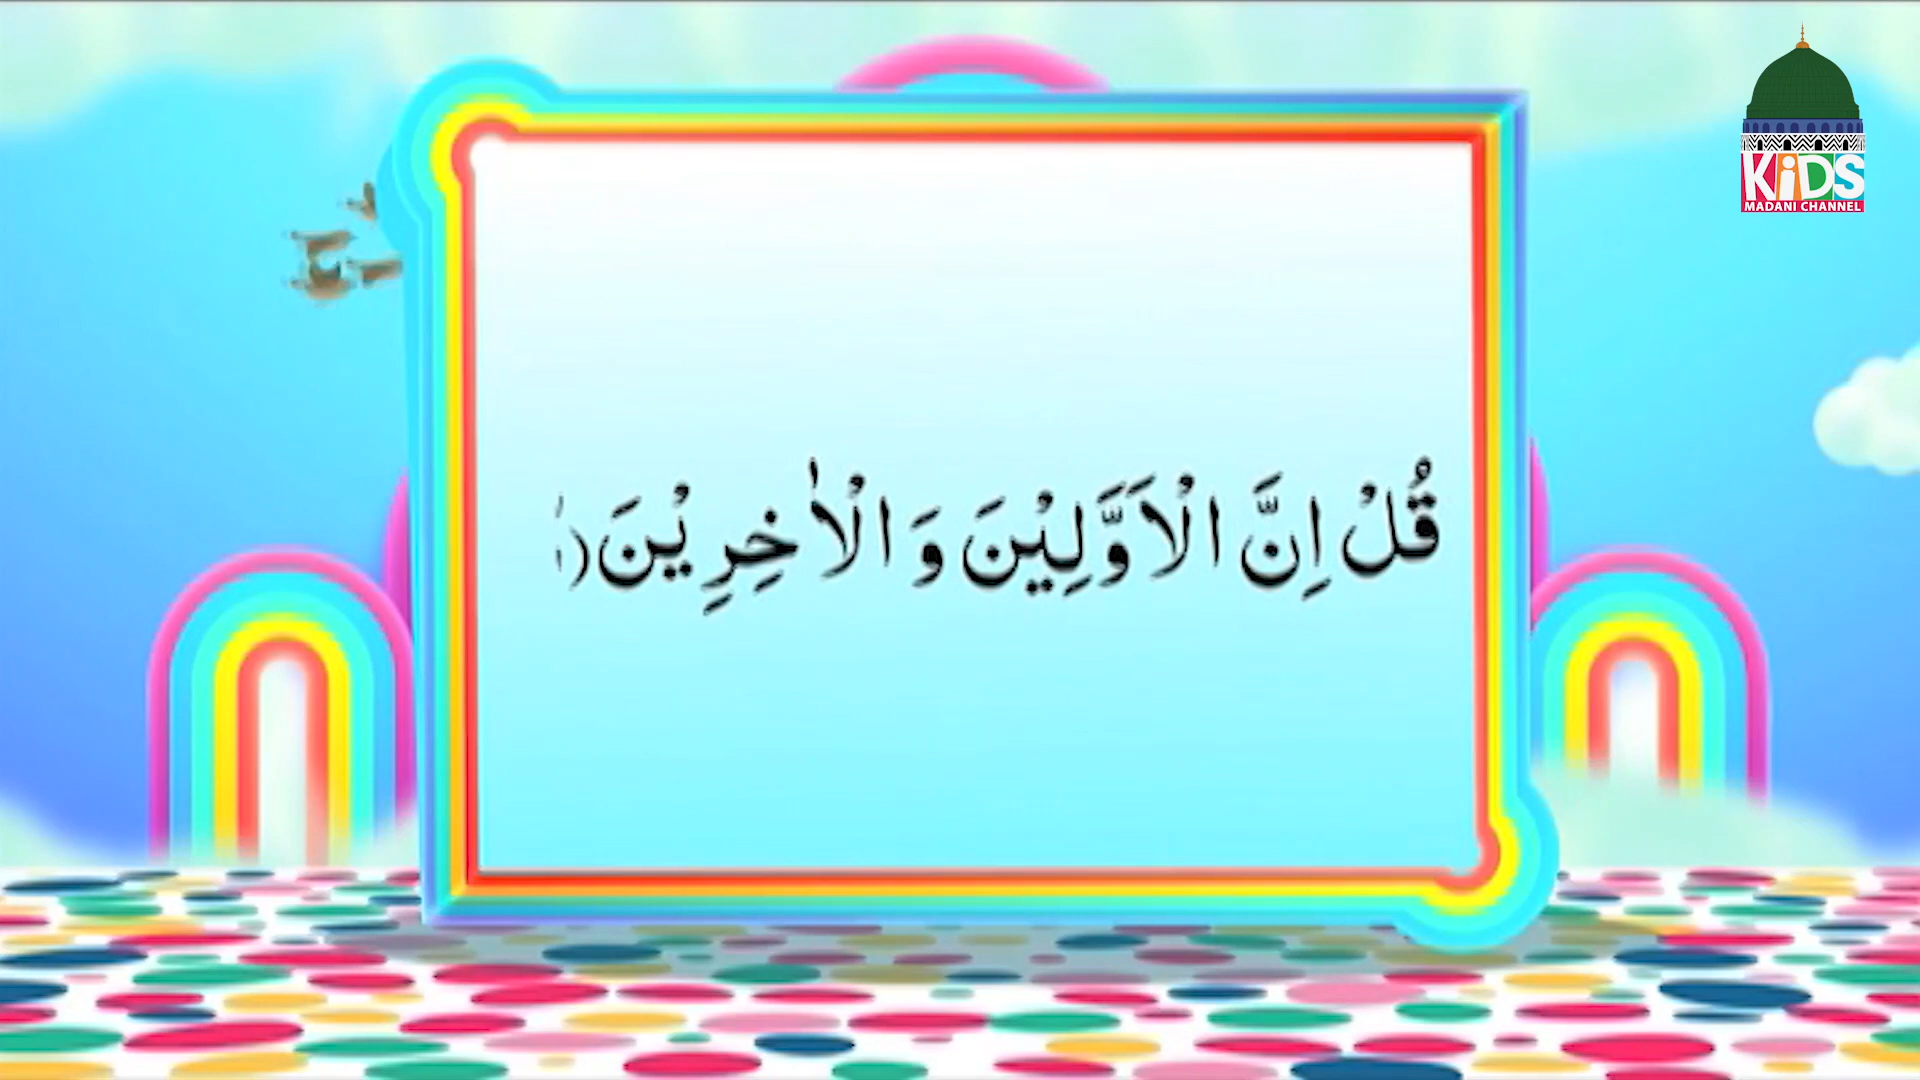 قُلْ اِنَّ الْاَوَّلِیْنَ وَ الْاٰخِرِیْنَ(
KiDS
MADANI CHANNEL